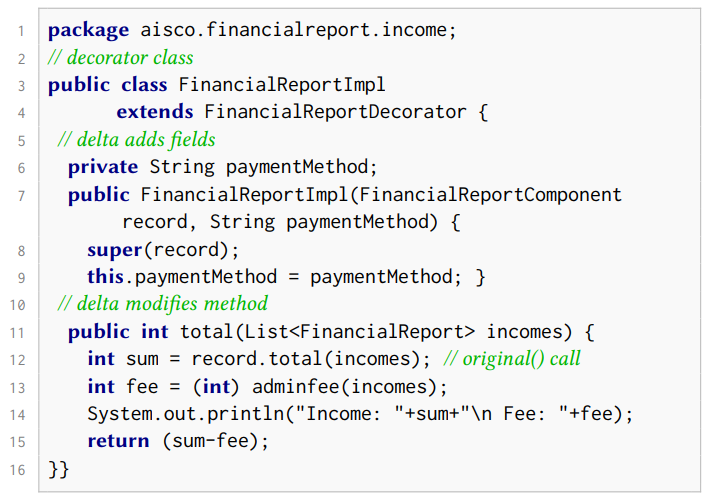 1 package aisco.financialreport.income;
2 // decorator class
3 public class FinancialReportImpl
4 extends FinancialReportDecorator {
5 // delta adds fields
6 private String paymentMethod;
7 public FinancialReportImpl(FinancialReportComponent
record, String paymentMethod) {
8 super(record);
9 this.paymentMethod = paymentMethod; }
10 // delta modifies method
11 public int total(List<FinancialReport> incomes) {
12 int sum = record.total(incomes); // original() call
13 int fee = (int) adminfee(incomes);
14 System.out.println("Income: "+sum+"\n Fee: "+fee);
15 return (sum-fee);
16 }}